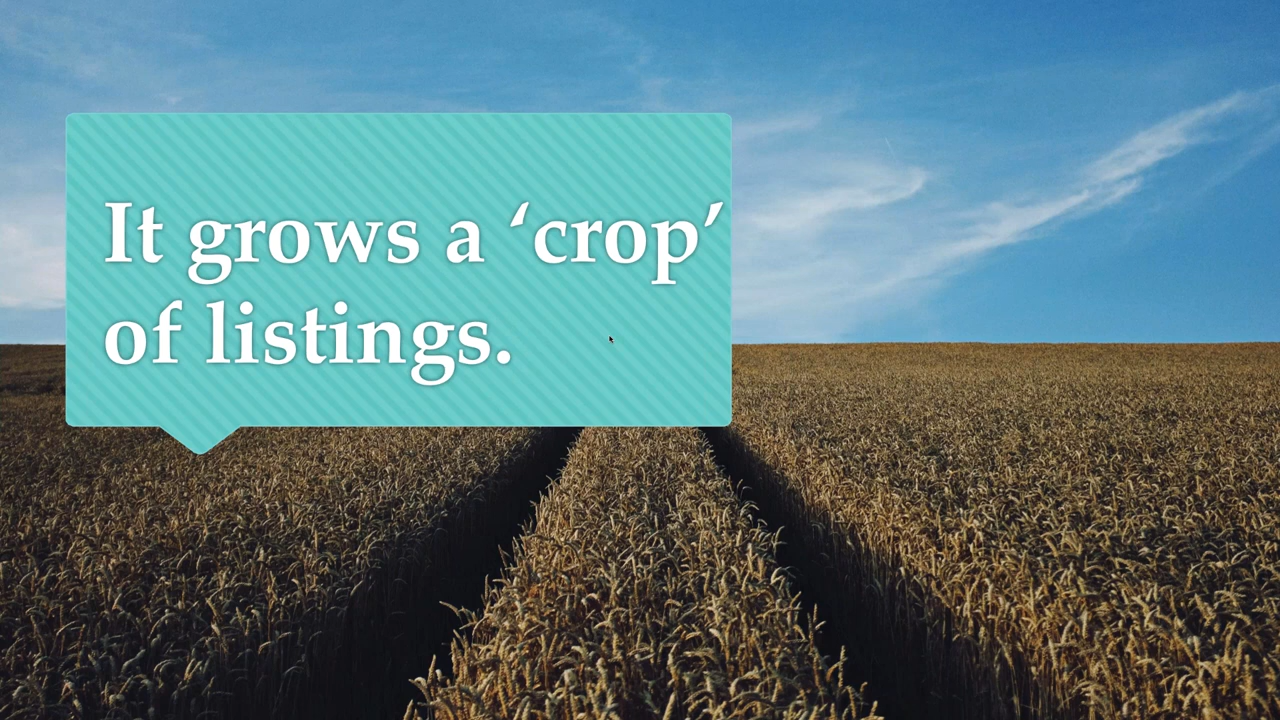 It grows a ‘crop’
of listings.